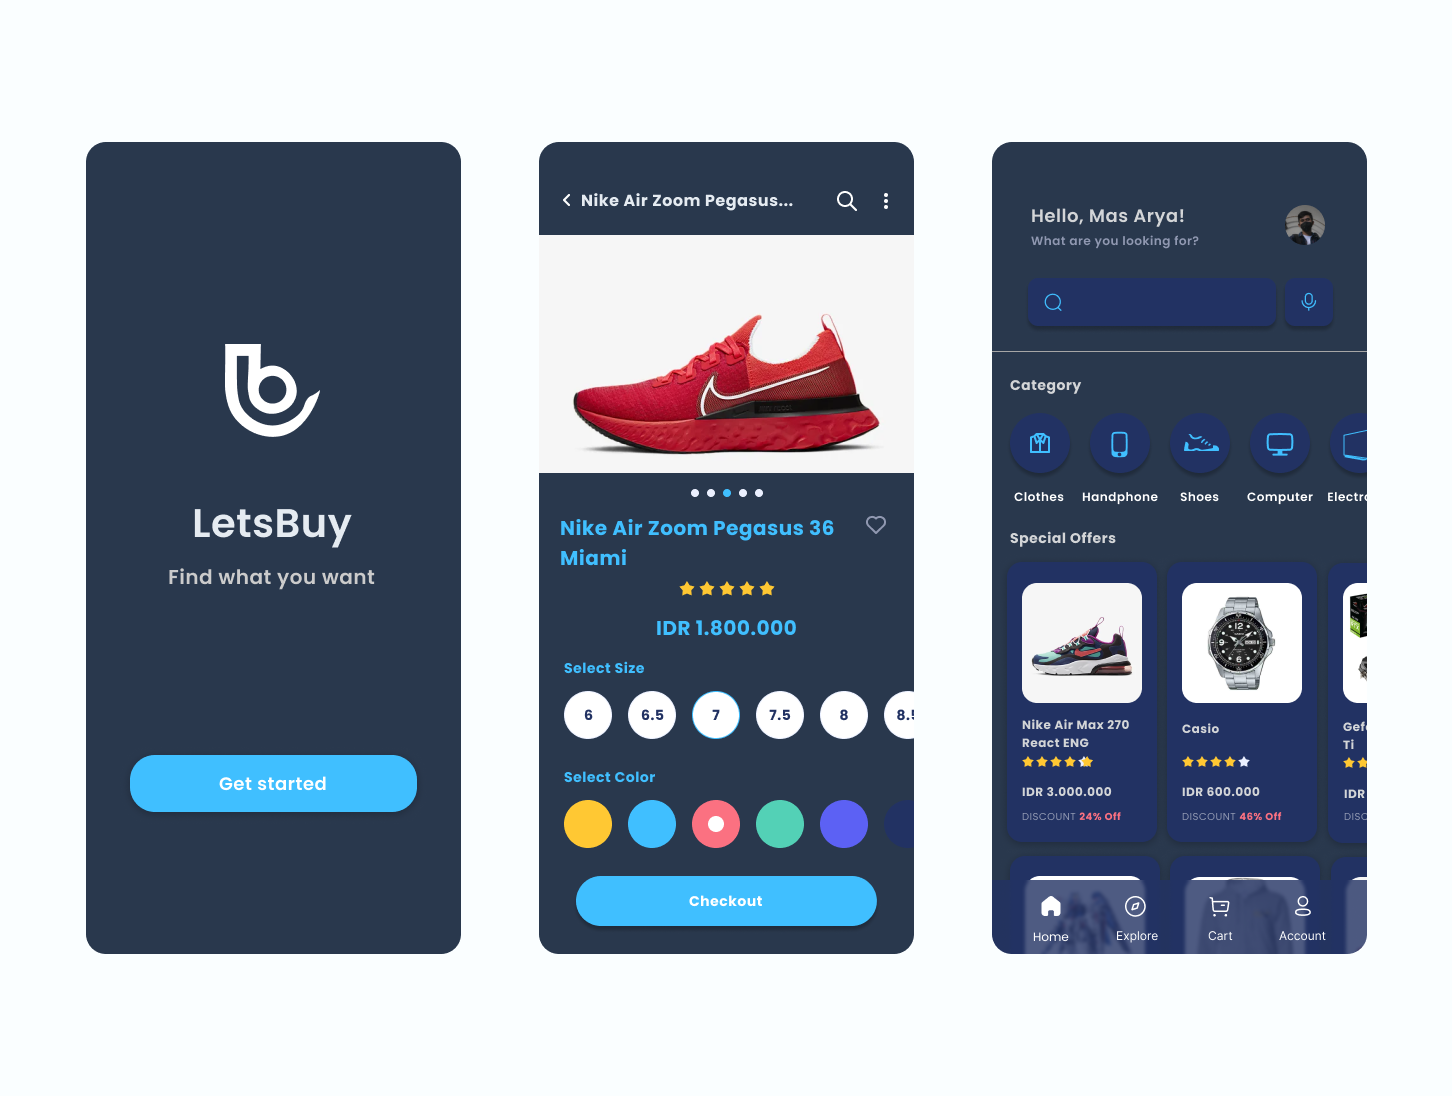 LetsBuy
Find what you want
Get started
Nike Air Zoom Pegasus...
Nike Air Zoom Pegasus 36
Miami
IDR 1.800.000
Select Size
6 6.5 7 7.5 8 8.5
Select Color
Checkout
Hello, Mas Arya!
What are you looking for?
Category
Clothes Handphone Shoes Computer Electro
Special Offers
Nike Air Max 270
React ENG
IDR 3.000.000
DISCOUNT 24% Off
Casio
IDR 600.000
DISCOUNT 46% Off
Gefo
Ti
IDR
DISC
Home Explore Cart Account